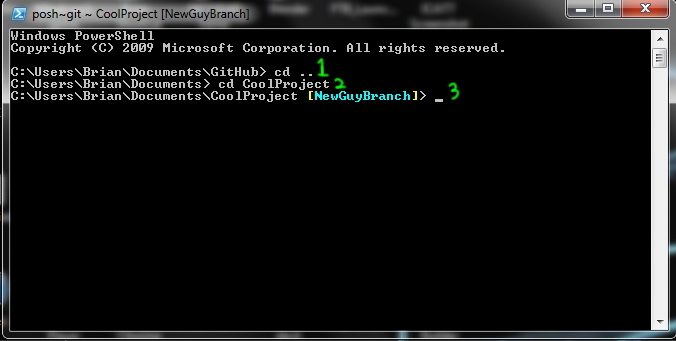 posh~git ~ CoolProject [NewGuyBranch]
Windows PowerShell
Copyright (C) 2009 Microsoft Corporation. All rights reserved.
C:\Users\Brian\Documents\GitHub> cd .. 1
C:\Users\Brian\Documents> cd CoolProject 2
C:\Users\Brian\Documents\CoolProject [NewGuyBranch]> _ 3